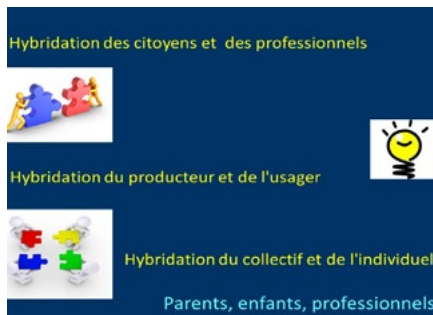 Hybridation des citoyens et des professionnels
Hybridation du producteur et de l'usager
Hybridation du collectif et de l'individuel
Parents, enfants, professionnels